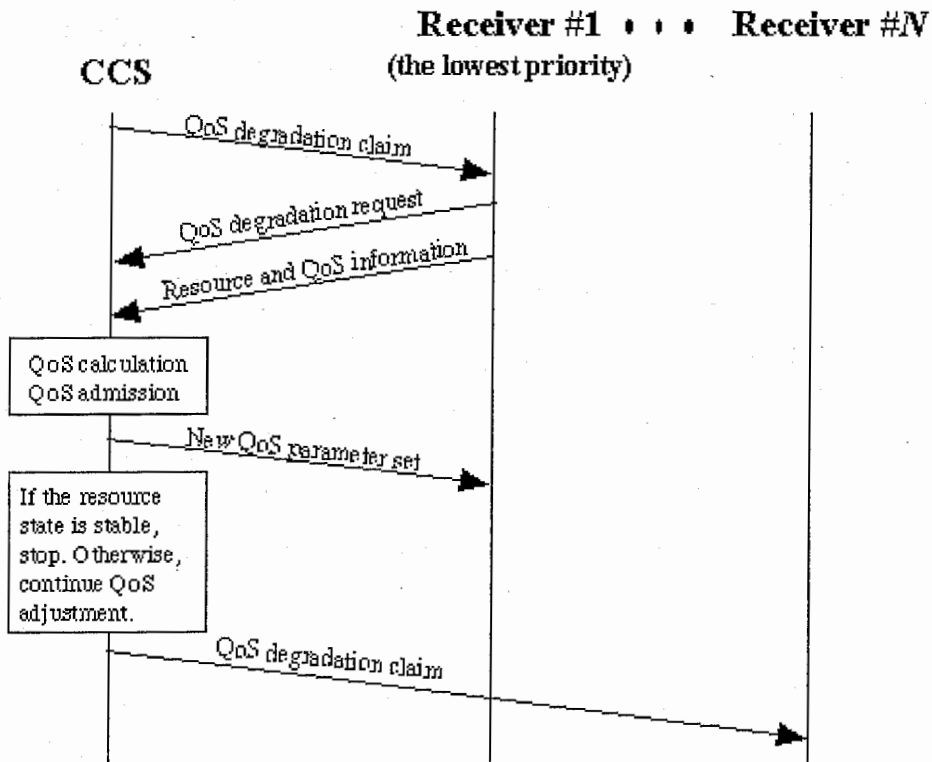 Receiver #1 • • • Receiver #N
(the lowest priority)
CCS
QoS degradation claim
QoS degradation request
Resource and QoS information
QoS calculation
QoS admission
New QoS parameter set
If the resource
state is stable,
stop. Otherwise,
continue QoS
adjustment.
QoS degradation claim